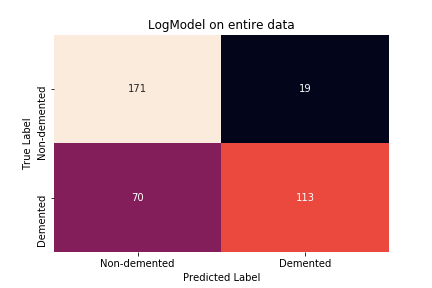 LogModel on entire data
True Label
Non-demented
171
19
Demented
70
113
Non-demented
Demented
Predicted Label